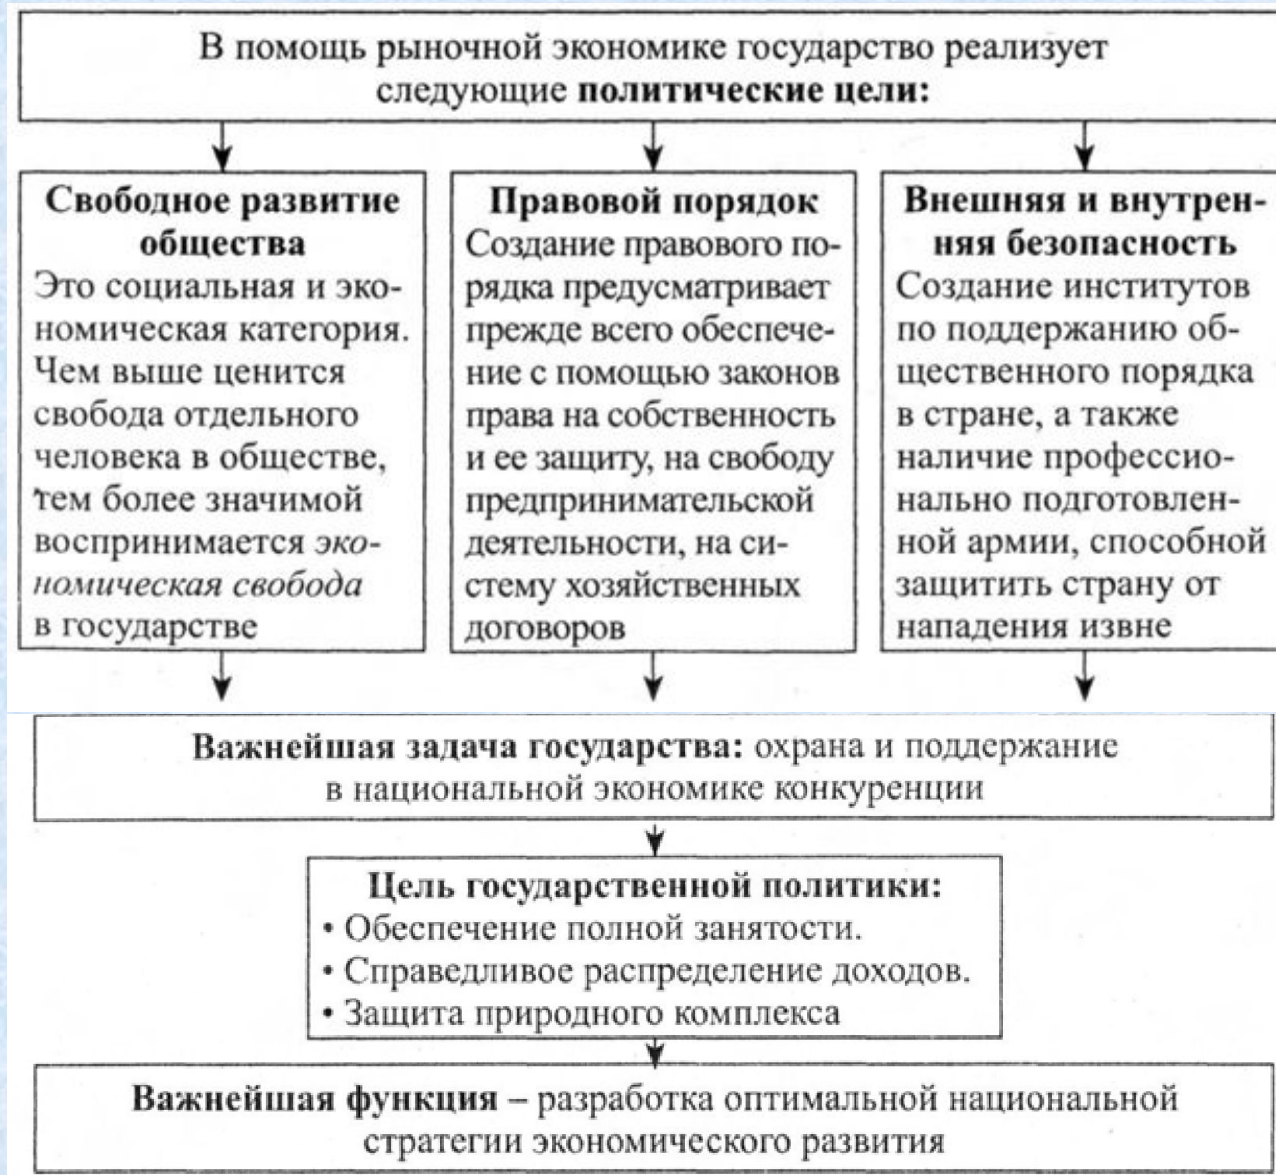 В помощь рыночной экономике государство реализует
следующие политические цели:
Свободное развитие
общества
Это социальная и эко-
номическая категория.
Чем выше ценится
свобода отдельного
человека в обществе,
тем более значимой
воспринимается эко-
номическая свобода
в государстве
Правовой порядок
Создание правового по-
рядка предусматривает
прежде всего обеспече-
ние с помощью законов
права на собственность
и ее защиту, на свободу
предпринимательской
деятельности, на си-
стему хозяйственных
договоров
Внешняя и внутрен-
няя безопасность
Создание институтов
по поддержанию об-
щественного порядка
в стране, а также
наличие профессио-
нально подготовлен-
ной армии, способной
защитить страну от
нападения извне
Важнейшая задача государства: охрана и поддержание
в национальной экономике конкуренции
Цель государственной политики:
• Обеспечение полной занятости.
• Справедливое распределение доходов.
• Защита природного комплекса
Важнейшая функция – разработка оптимальной национальной
стратегии экономического развития